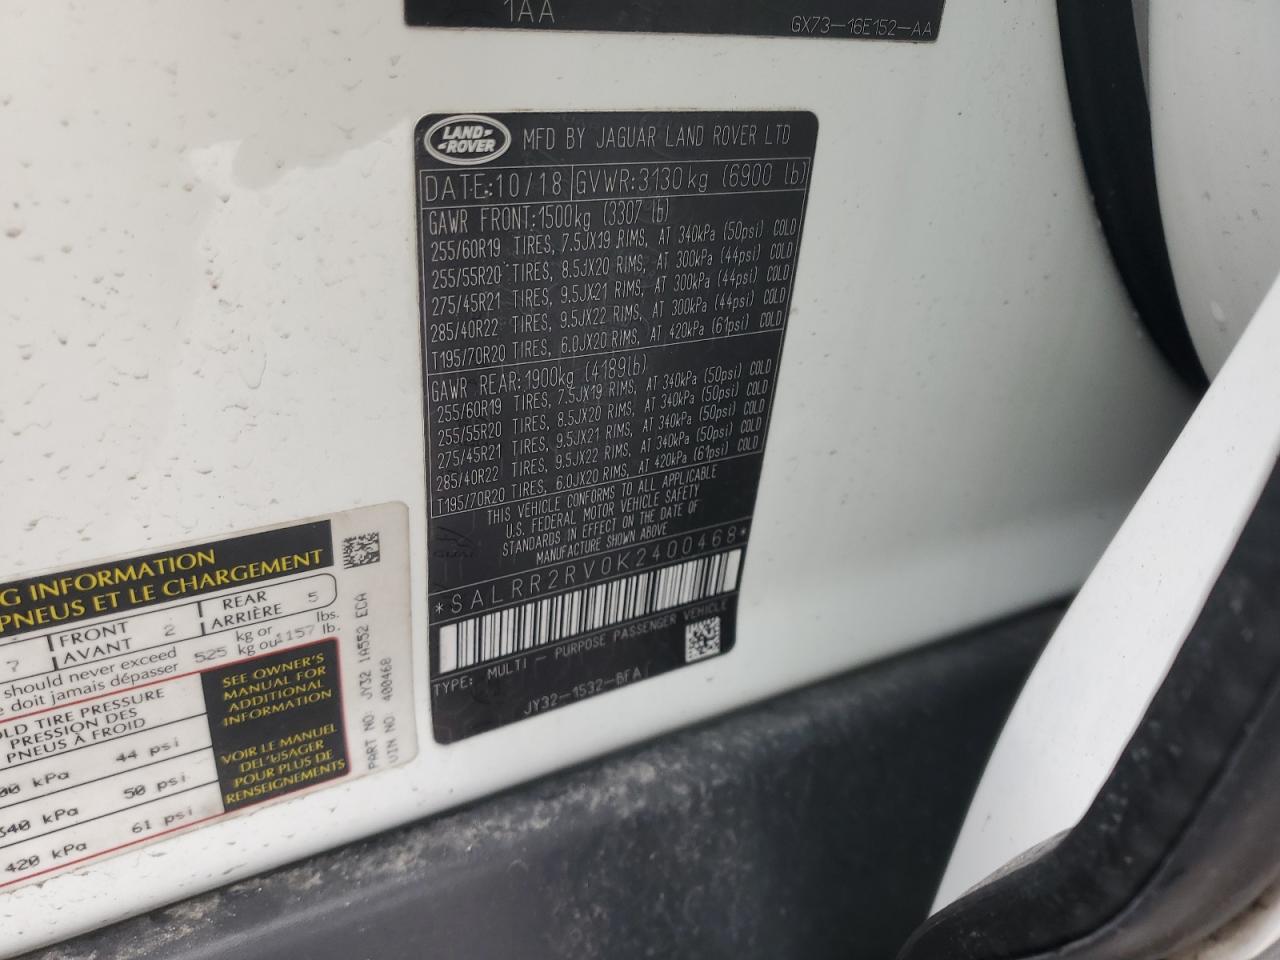 1AA
GX73-16E152-AA
LAND-
-ROVER
MFD BY JAGUAR LAND ROVER LTD
DATE:10/18 GVWR:3130kg (6900 lb)
GAWR FRONT:1500kg (3307 lb)
255/60R19 TIRES, 7.5JX19 RIMS, AT 340kPa (50psi) COLD
255/55R20 TIRES, 8.5JX20 RIMS, AT 300kPa (44psi) COLD
275/45R21 TIRES, 9.5JX21 RIMS, AT 300kPa (44psi) COLD
285/40R22 TIRES, 9.5JX22 RIMS, AT 300kPa (44psi) COLD
T195/70R20 TIRES, 6.0JX20 RIMS, AT 420kPa (61psi) COLD
GAWR REAR:1900kg (4189lb)
255/60R19 TIRES, 7.5JX19 RIMS, AT 340kPa (50psi) COLD
255/55R20 TIRES, 8.5JX20 RIMS, AT 340kPa (50psi) COLD
275/45R21 TIRES, 9.5JX21 RIMS, AT 340kPa (50psi) COLD
285/40R22 TIRES, 9.5JX22 RIMS, AT 340kPa (50psi) COLD
T195/70R20 TIRES, 6.0JX20 RIMS, AT 420kPa (61psi) COLD
THIS VEHICLE CONFORMS TO ALL APPLICABLE
U.S. FEDERAL MOTOR VEHICLE SAFETY
STANDARDS IN EFFECT ON THE DATE OF
MANUFACTURE SHOWN ABOVE
*SALRR2RV0K2400468*
TYPE: MULTI - PURPOSE PASSENGER VEHICLE
JY32-1532-BFA
G INFORMATION
PNEUS ET LE CHARGEMENT
7 FRONT AVANT 2 REAR ARRIÈRE 5
should never exceed
e doit jamais dépasser 525 kg or kg ou 1157 lbs. lb.
OLD TIRE PRESSURE
PRESSION DES
PNEUS À FROID
00 kPa 44 psi
340 kPa 50 psi
420 kPa 61 psi
SEE OWNER'S
MANUAL FOR
ADDITIONAL
INFORMATION
VOIR LE MANUEL
DE L'USAGER
POUR PLUS DE
RENSEIGNEMENTS
PART NO: JY32 1A552 ECA
VIN NO: 400468